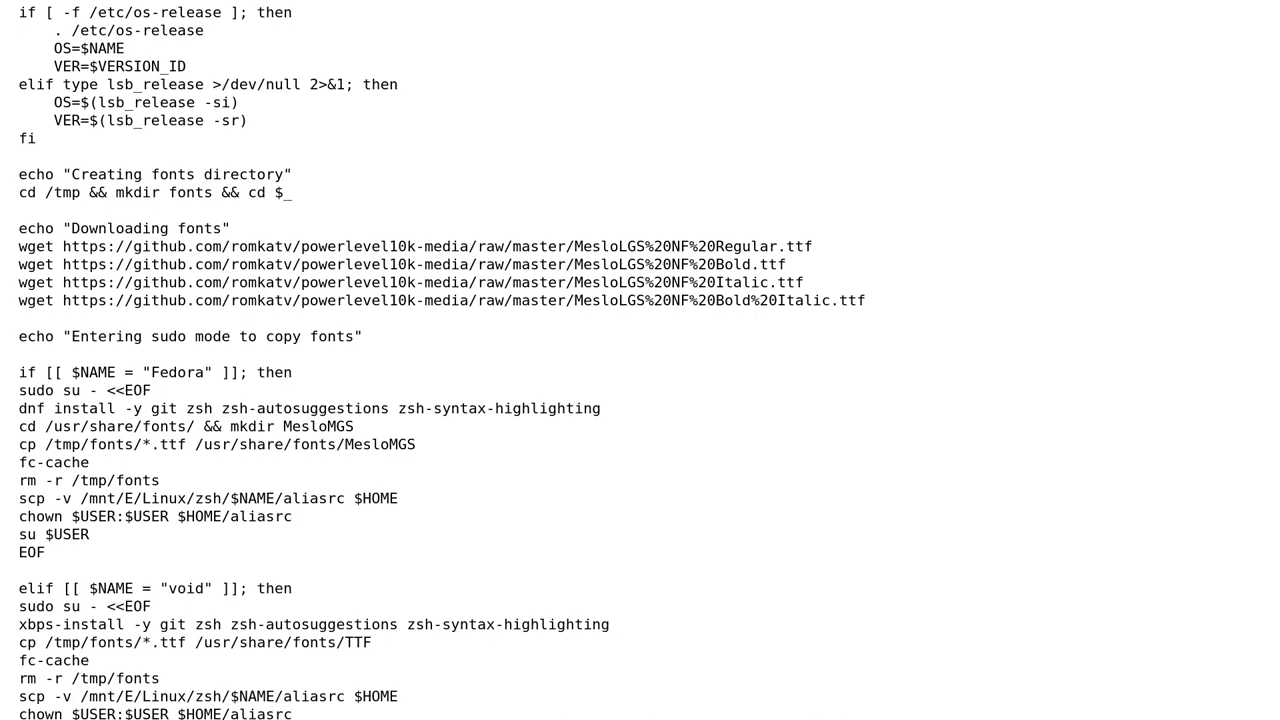 if [ -f /etc/os-release ]; then
    . /etc/os-release
    OS=$NAME
    VER=$VERSION_ID
elif type lsb_release >/dev/null 2>&1; then
    OS=$(lsb_release -si)
    VER=$(lsb_release -sr)
fi

echo "Creating fonts directory"
cd /tmp && mkdir fonts && cd $_

echo "Downloading fonts"
wget https://github.com/romkatv/powerlevel10k-media/raw/master/MesloLGS%20NF%20Regular.ttf
wget https://github.com/romkatv/powerlevel10k-media/raw/master/MesloLGS%20NF%20Bold.ttf
wget https://github.com/romkatv/powerlevel10k-media/raw/master/MesloLGS%20NF%20Italic.ttf
wget https://github.com/romkatv/powerlevel10k-media/raw/master/MesloLGS%20NF%20Bold%20Italic.ttf

echo "Entering sudo mode to copy fonts"

if [[ $NAME = "Fedora" ]]; then
sudo su - <<EOF
dnf install -y git zsh zsh-autosuggestions zsh-syntax-highlighting
cd /usr/share/fonts/ && mkdir MesloMGS
cp /tmp/fonts/*.ttf /usr/share/fonts/MesloMGS
fc-cache
rm -r /tmp/fonts
scp -v /mnt/E/Linux/zsh/$NAME/aliasrc $HOME
chown $USER:$USER $HOME/aliasrc
su $USER
EOF

elif [[ $NAME = "void" ]]; then
sudo su - <<EOF
xbps-install -y git zsh zsh-autosuggestions zsh-syntax-highlighting
cp /tmp/fonts/*.ttf /usr/share/fonts/TTF
fc-cache
rm -r /tmp/fonts
scp -v /mnt/E/Linux/zsh/$NAME/aliasrc $HOME
chown $USER:$USER $HOME/aliasrc